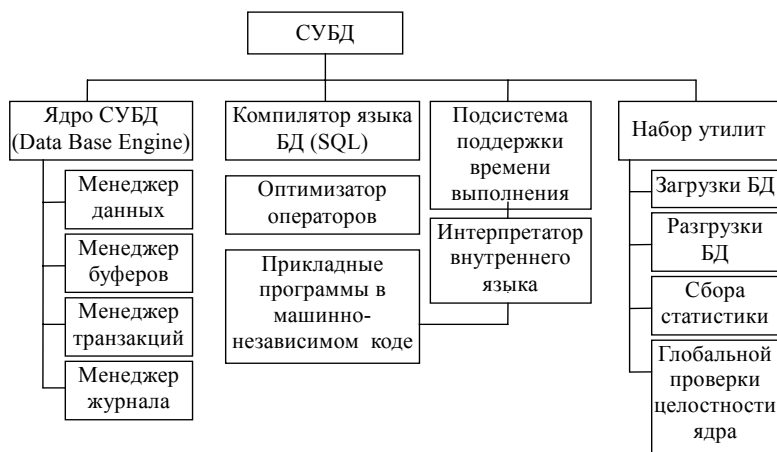 СУБД
Ядро СУБД
(Data Base Engine)
Менеджер
данных
Менеджер
буферов
Менеджер
транзакций
Менеджер
журнала
Компилятор языка
БД (SQL)
Оптимизатор
операторов
Прикладные
программы в
машинно-
независимом коде
Подсистема
поддержки
времени
выполнения
Интерпретатор
внутреннего
языка
Набор утилит
Загрузки БД
Разгрузки
БД
Сбора
статистики
Глобальной
проверки
целостности
ядра